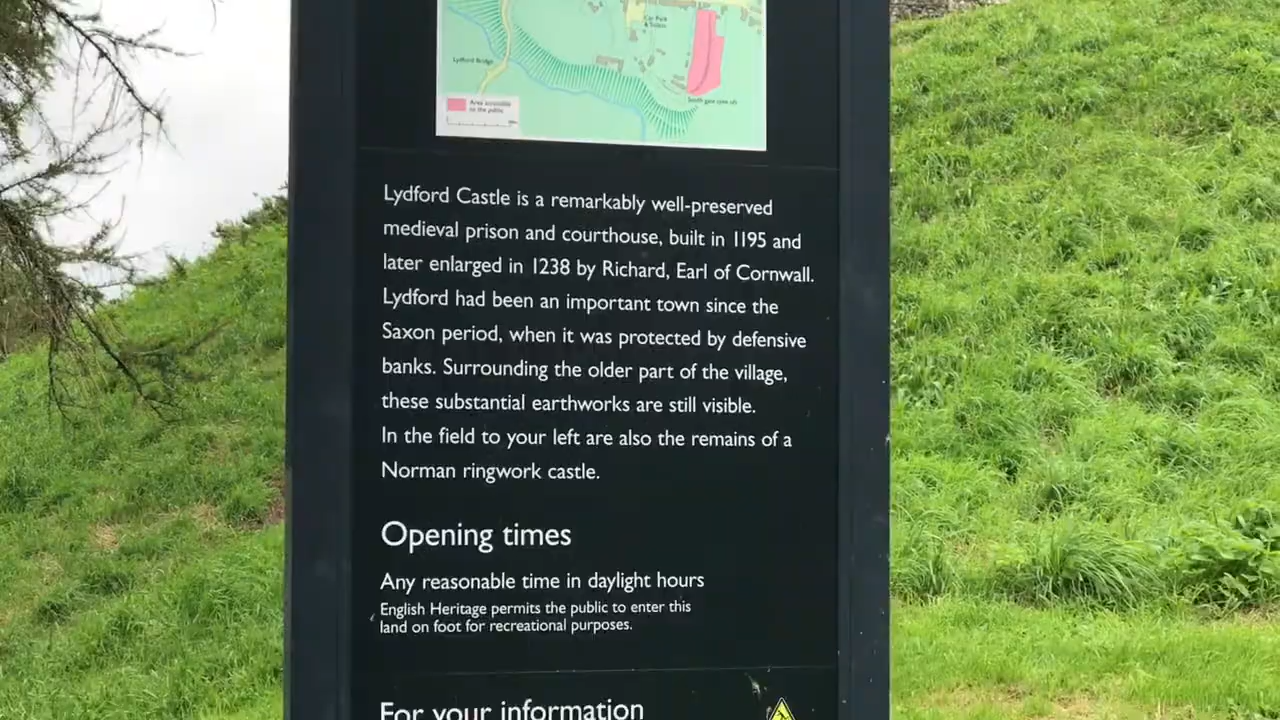 Car Park
& Toilets
Lydford Bridge
Area accessible
to the public
South gate (site of)
Lydford Castle is a remarkably well-preserved
medieval prison and courthouse, built in 1195 and
later enlarged in 1238 by Richard, Earl of Cornwall.
Lydford had been an important town since the
Saxon period, when it was protected by defensive
banks. Surrounding the older part of the village,
these substantial earthworks are still visible.
In the field to your left are also the remains of a
Norman ringwork castle.
Opening times
Any reasonable time in daylight hours
English Heritage permits the public to enter this
land on foot for recreational purposes.
For your information